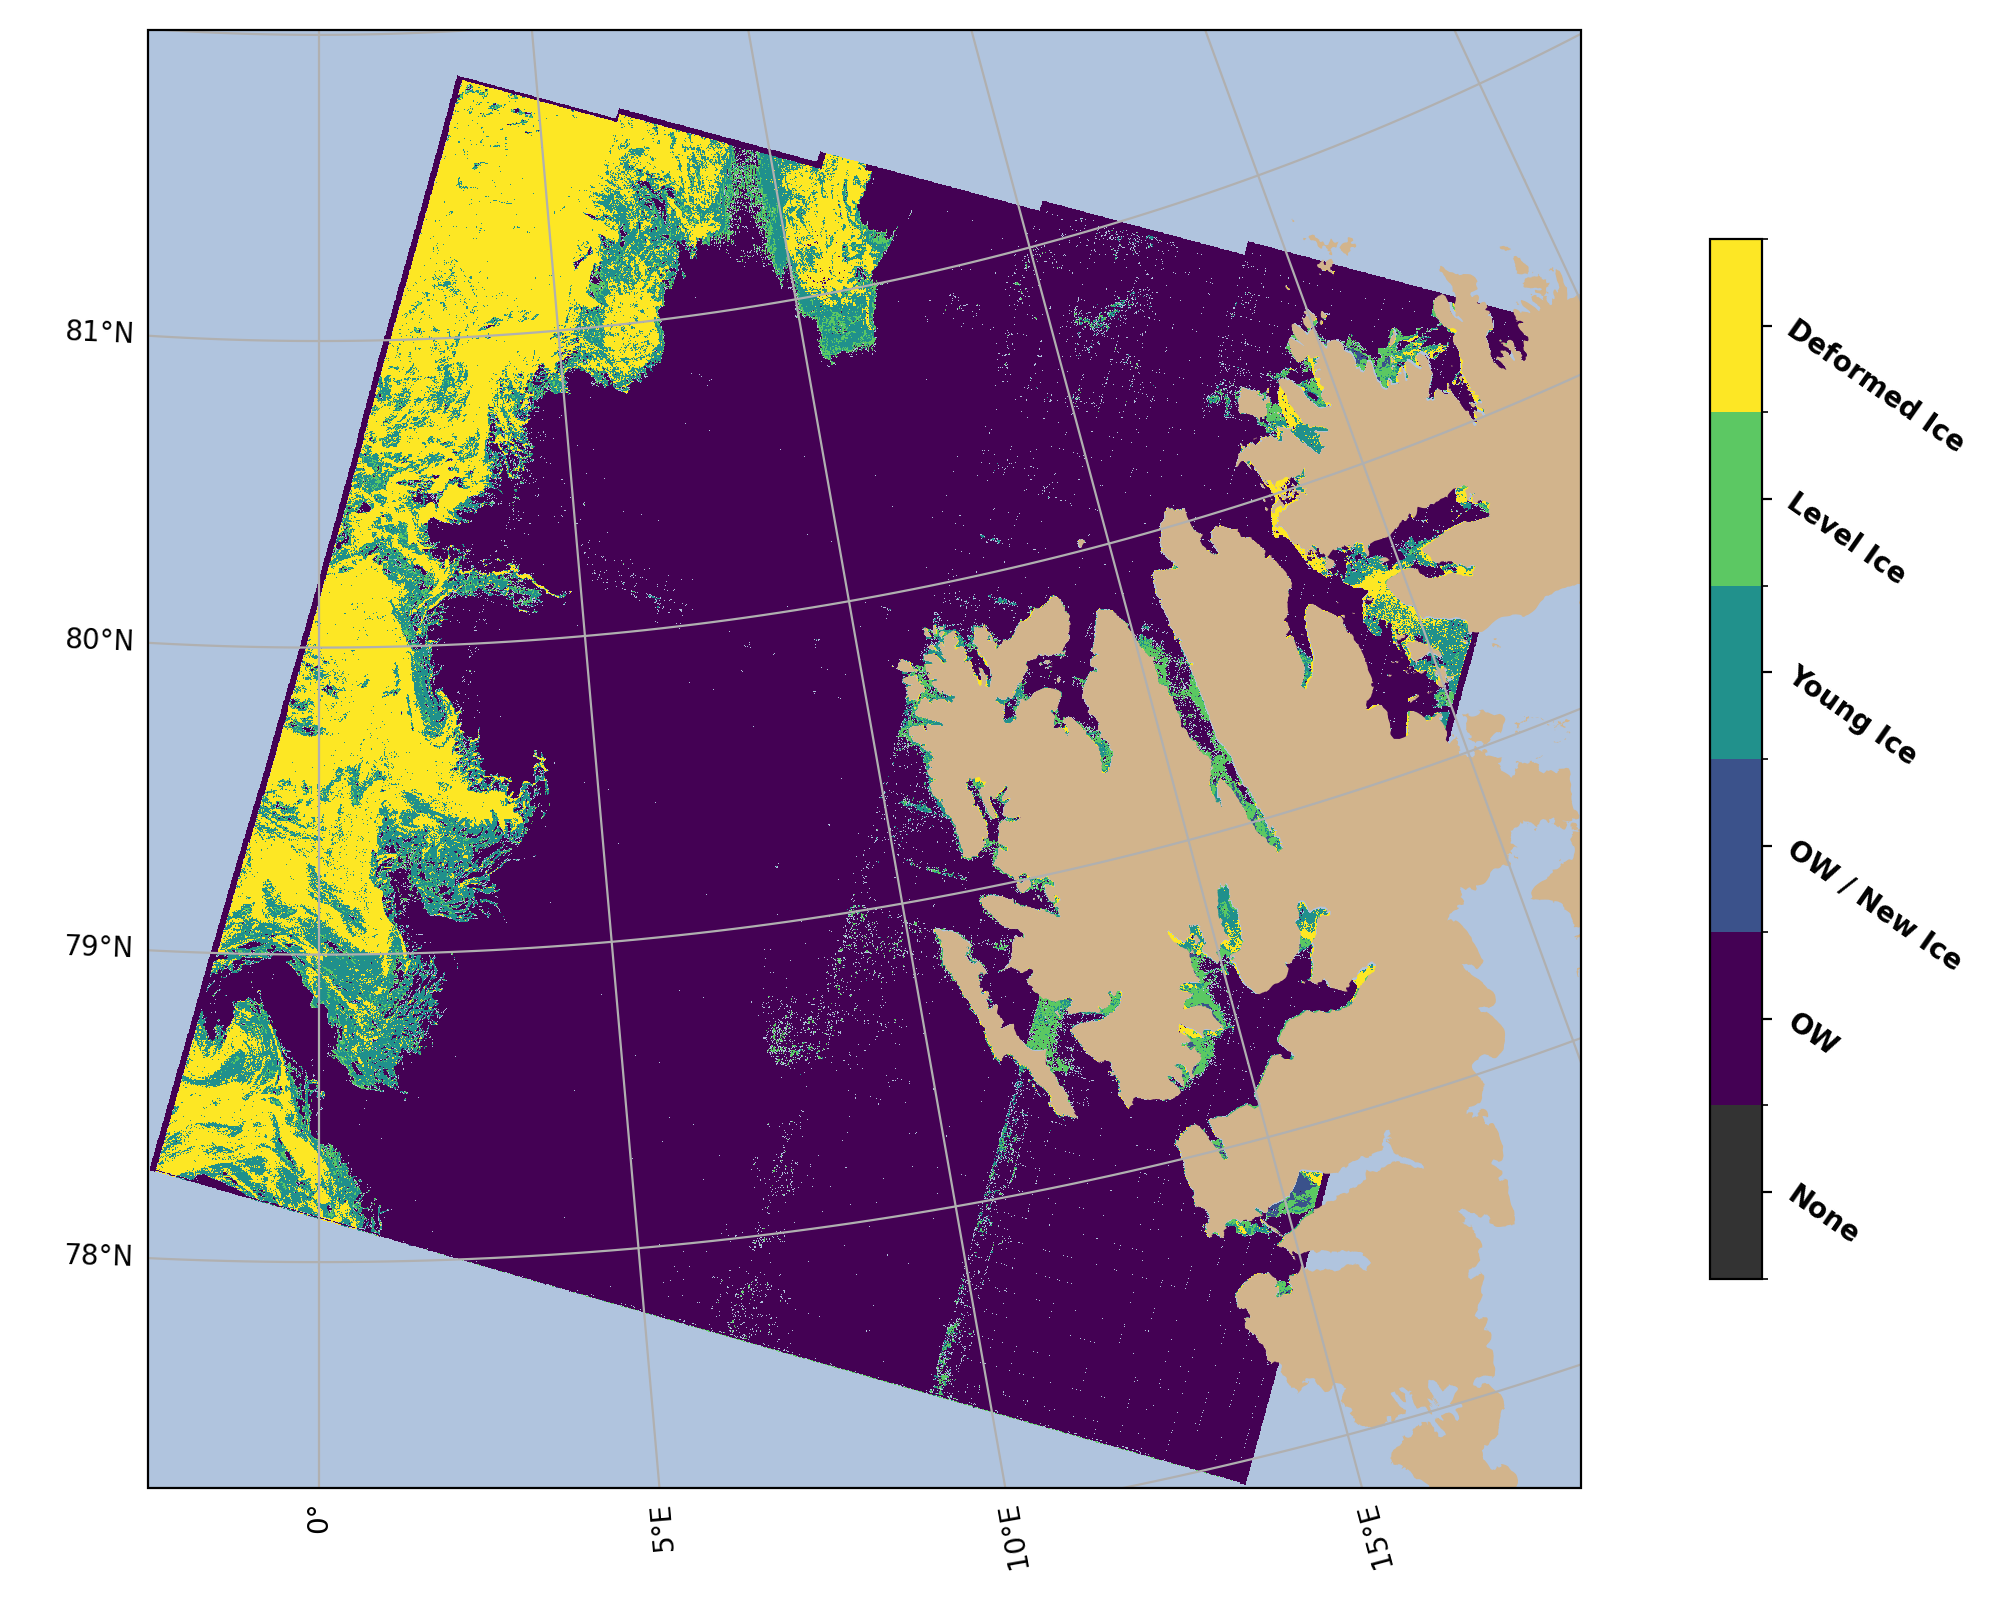 81°N
80°N
79°N
78°N
0°
5°E
10°E
15°E
Deformed Ice
Level Ice
Young Ice
OW / New Ice
OW
None